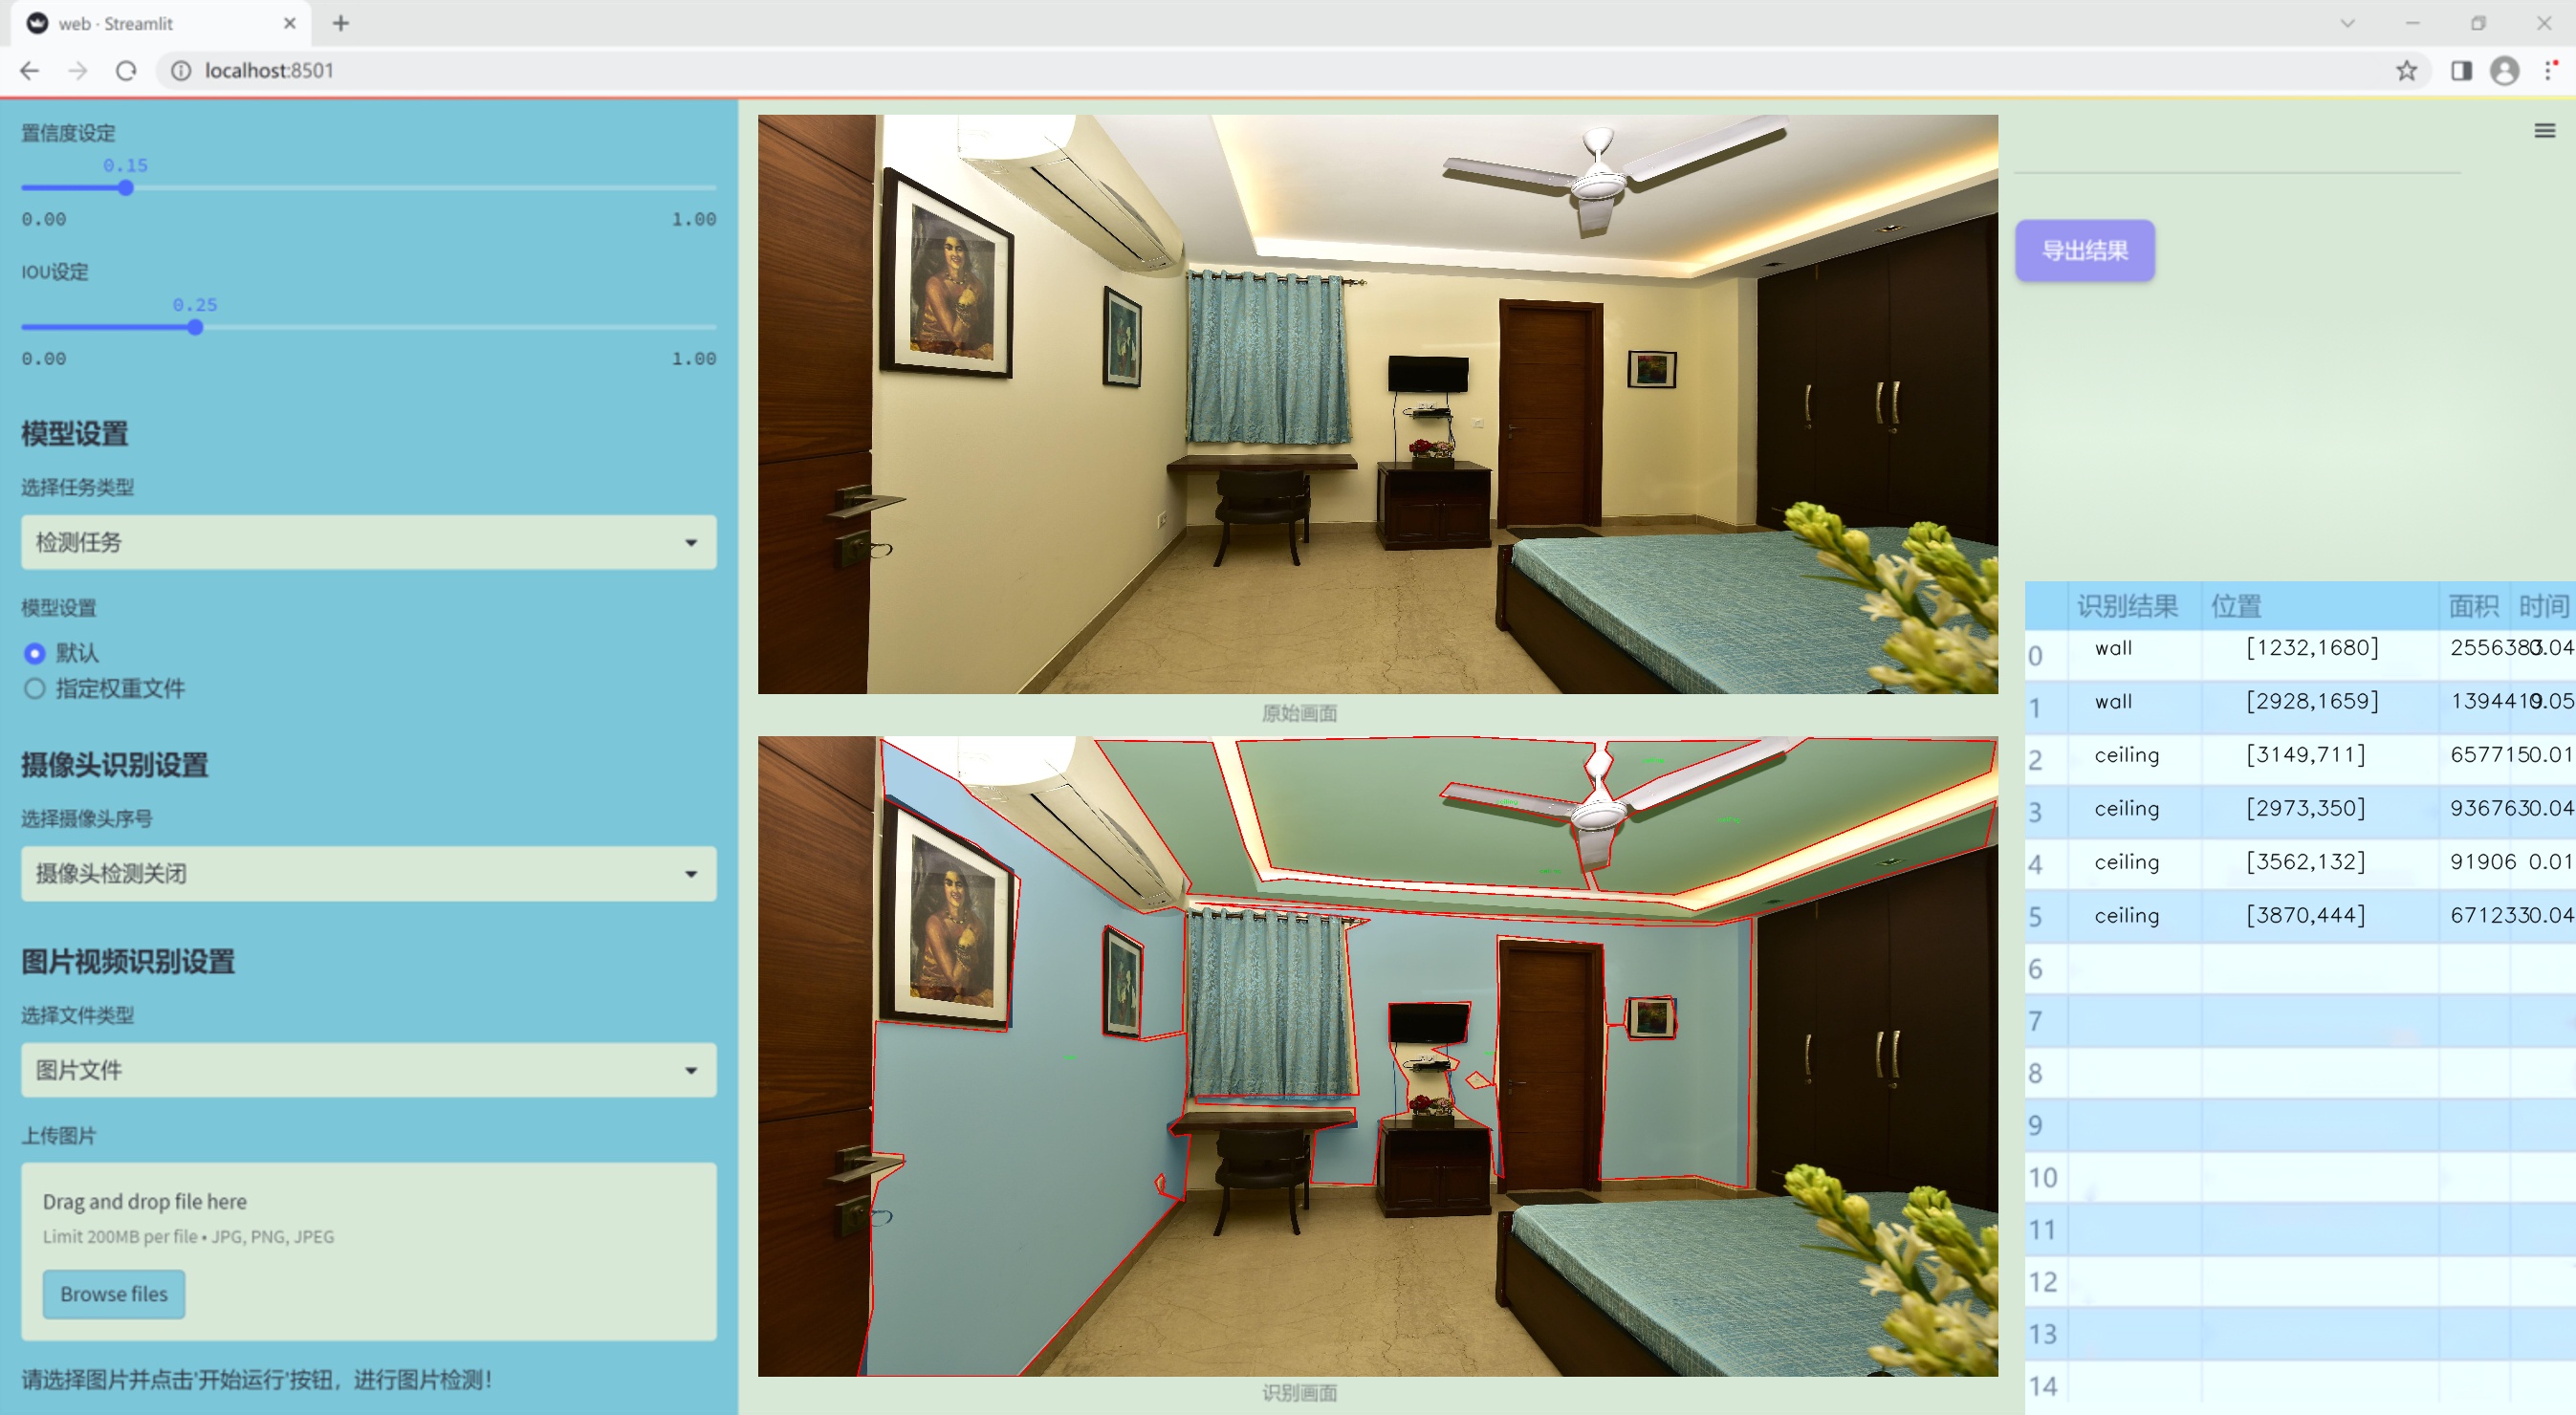 web · Streamlit
localhost:8501
置信度设定
0.15
0.00 1.00
IOU设定
0.25
0.00 1.00
模型设置
选择任务类型
检测任务
模型设置
默认
指定权重文件
摄像头识别设置
选择摄像头序号
摄像头检测关闭
图片视频识别设置
选择文件类型
图片文件
上传图片
Drag and drop file here
Limit 200MB per file • JPG, PNG, JPEG
Browse files
请选择图片并点击'开始运行'按钮，进行图片检测！
原始画面
识别画面
导出结果
识别结果 位置 面积 时间
0 wall [1232,1680]
1 wall [2928,1659]
2 ceiling [3149,711] 657715 0.01
3 ceiling [2973,350] 936763 0.04
4 ceiling [3562,132] 91906 0.01
5 ceiling [3870,444] 671233 0.04
6
7
8
9
10
11
12
13
14